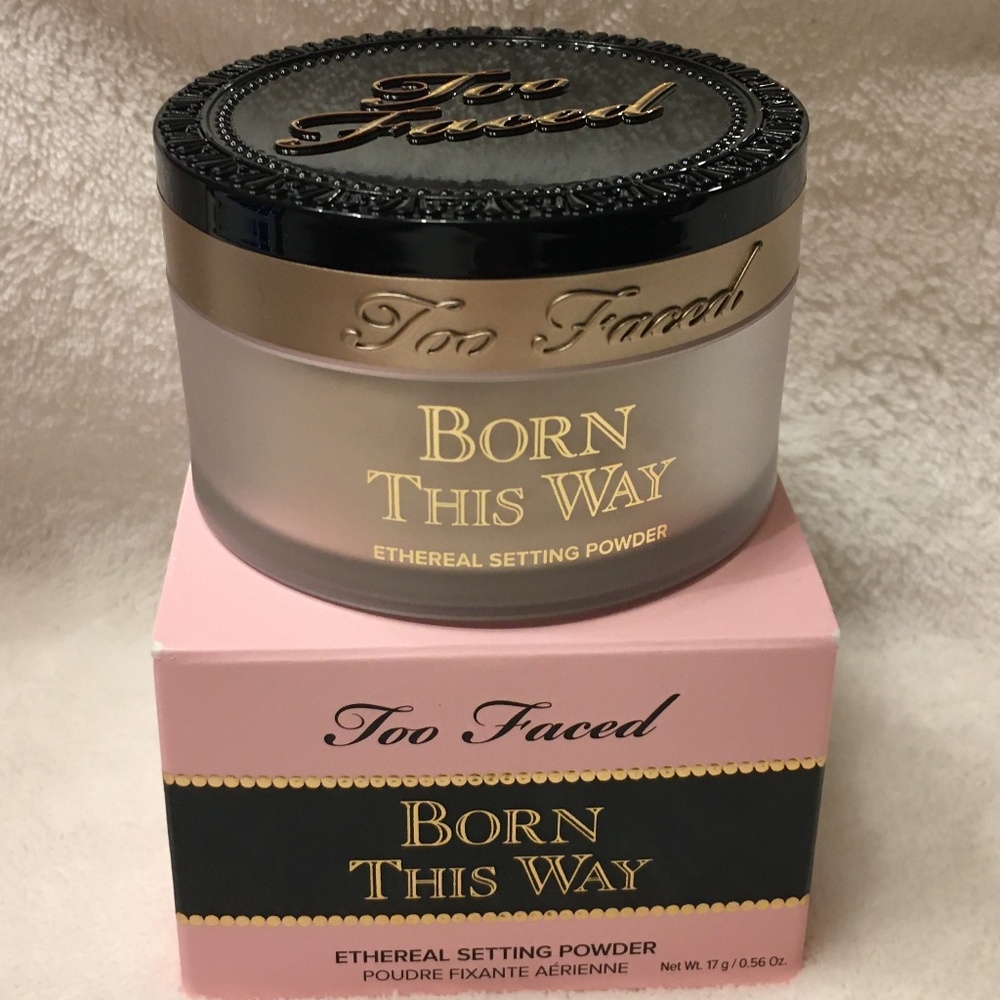 Too
Faced
Too Faced
BORN
THIS WAY
ETHEREAL SETTING POWDER
Too Faced
BORN
THIS WAY
ETHEREAL SETTING POWDER
POUDRE FIXANTE AÉRIENNE
Net Wt. 17 g / 0.56 Oz.